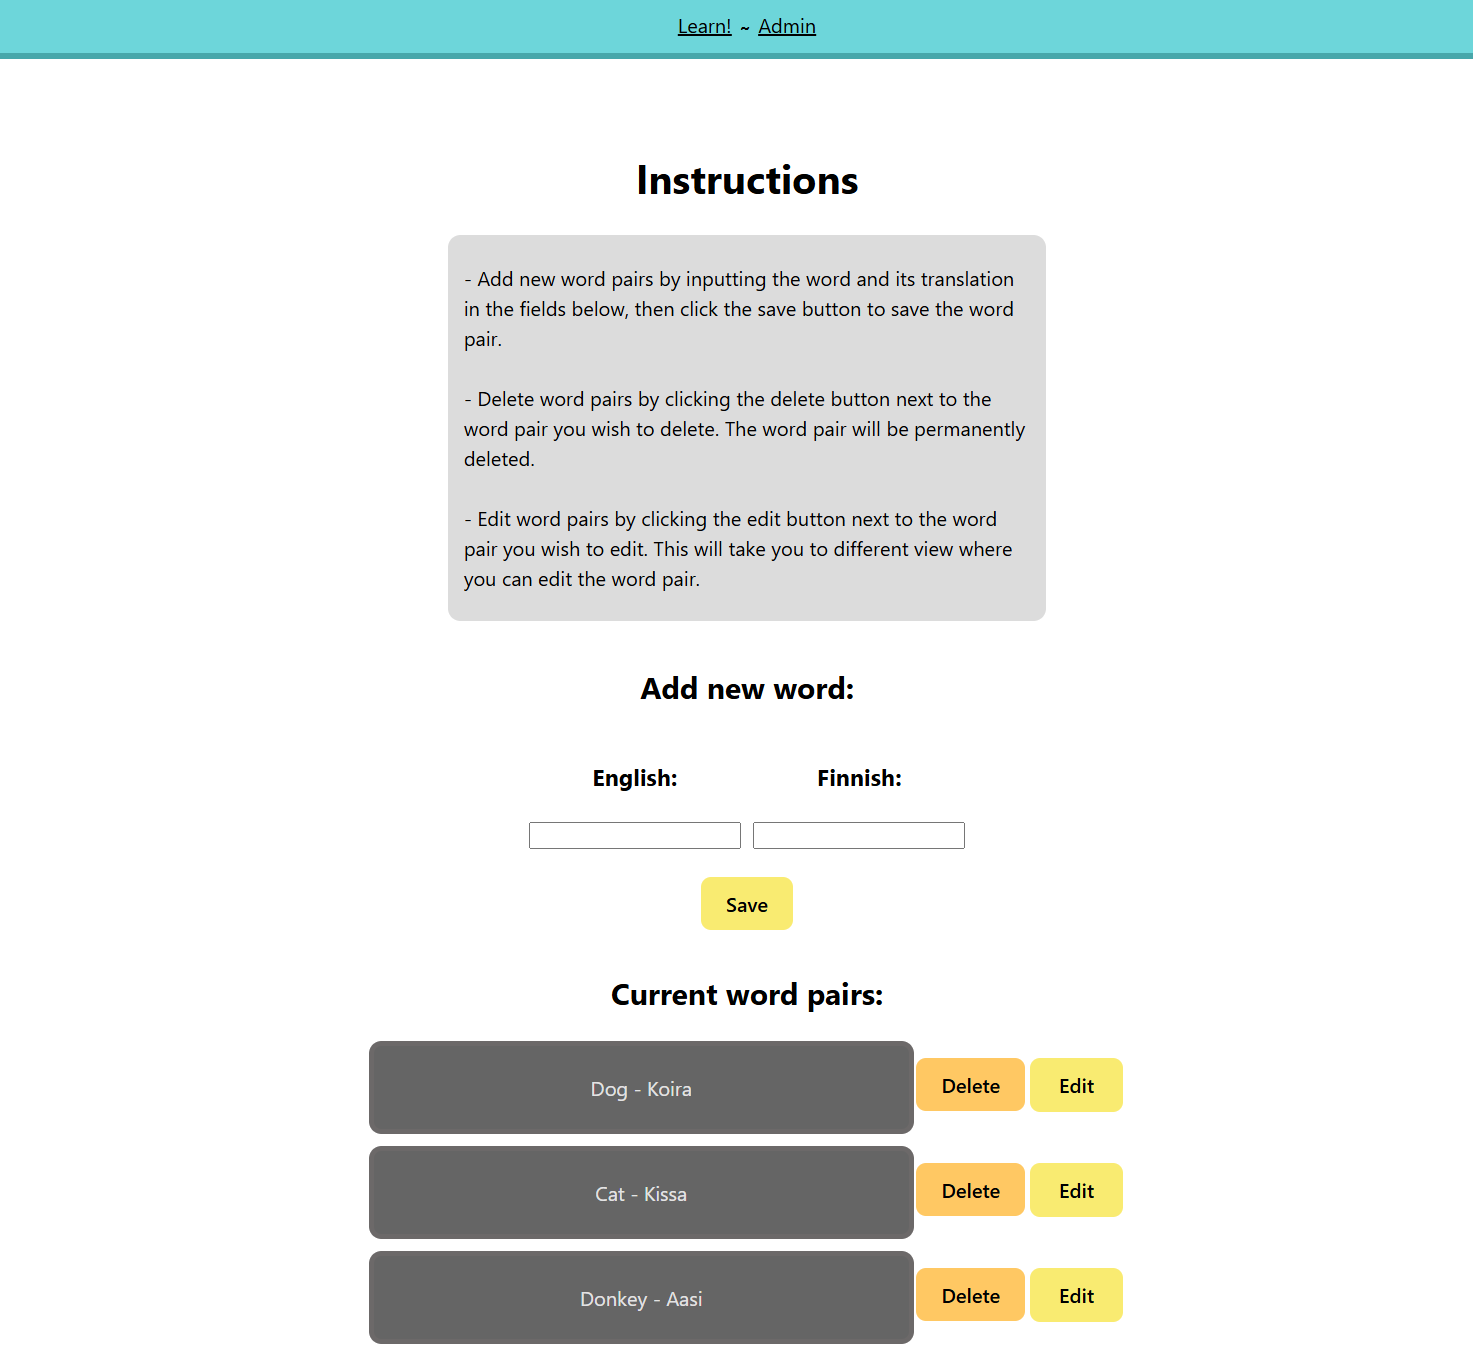 Learn! ~ Admin
Instructions
- Add new word pairs by inputting the word and its translation
in the fields below, then click the save button to save the word
pair.
- Delete word pairs by clicking the delete button next to the
word pair you wish to delete. The word pair will be permanently
deleted.
- Edit word pairs by clicking the edit button next to the word
pair you wish to edit. This will take you to different view where
you can edit the word pair.
Add new word:
English: Finnish:
Save
Current word pairs:
Dog - Koira Delete Edit
Cat - Kissa Delete Edit
Donkey - Aasi Delete Edit